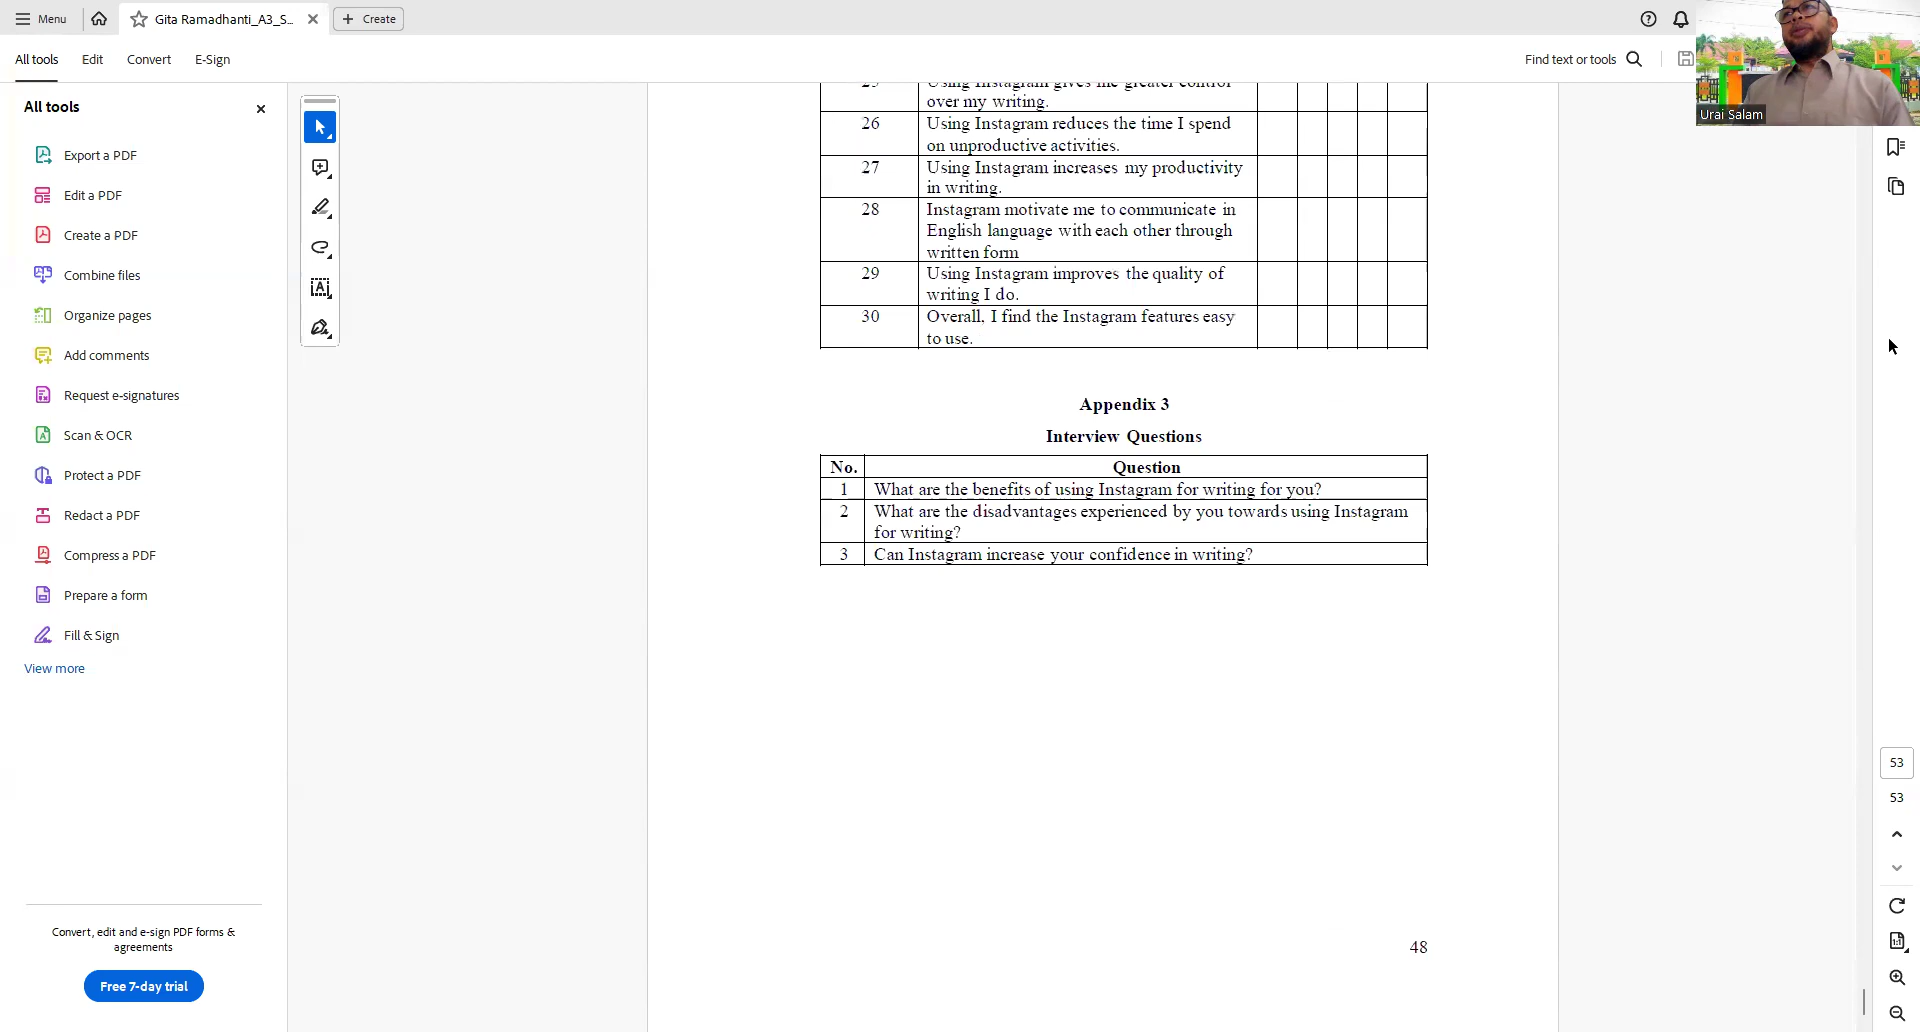 Menu
Gita Ramadhanti_A3_S...
Create
All tools
Edit
Convert
E-Sign
Find text or tools
Urai Salam
All tools
Export a PDF
Edit a PDF
Create a PDF
Combine files
Organize pages
Add comments
Request e-signatures
Scan & OCR
Protect a PDF
Redact a PDF
Compress a PDF
Prepare a form
Fill & Sign
View more
Convert, edit and e-sign PDF forms &
agreements
Free 7-day trial
25 Using Instagram gives me greater control
over my writing.
26 Using Instagram reduces the time I spend
on unproductive activities.
27 Using Instagram increases my productivity
in writing.
28 Instagram motivate me to communicate in
English language with each other through
written form
29 Using Instagram improves the quality of
writing I do.
30 Overall, I find the Instagram features easy
to use.
Appendix 3
Interview Questions
No. Question
1 What are the benefits of using Instagram for writing for you?
2 What are the disadvantages experienced by you towards using Instagram
for writing?
3 Can Instagram increase your confidence in writing?
48
53
53